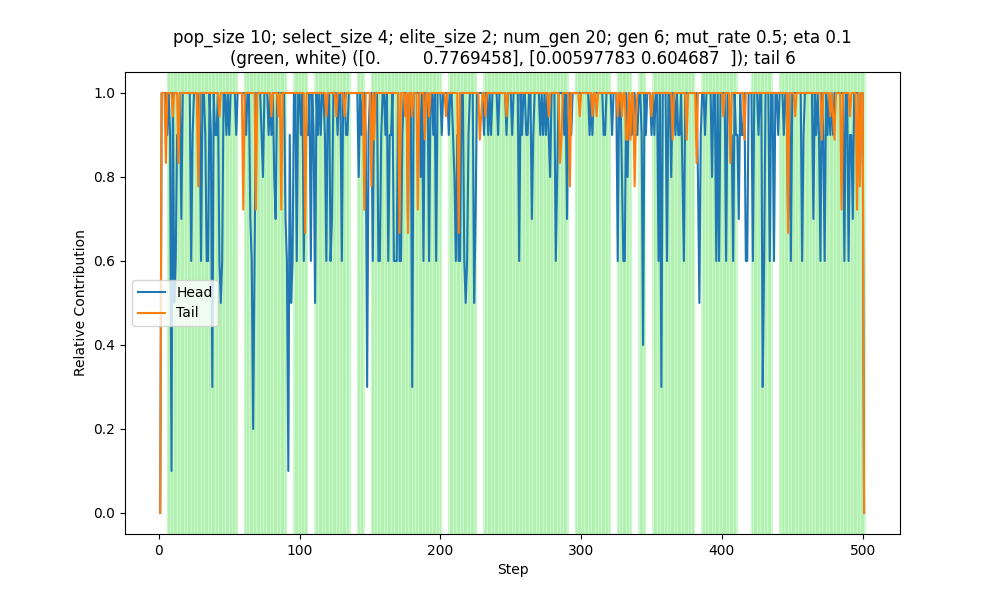 pop_size 10; select_size 4; elite_size 2; num_gen 20; gen 6; mut_rate 0.5; eta 0.1
(green, white) ([0.        0.7769458], [0.00597783 0.604687  ]); tail 6
1.0
0.8
0.6
0.4
0.2
0.0
Relative Contribution
Head
Tail
0
100
200
300
400
500
Step